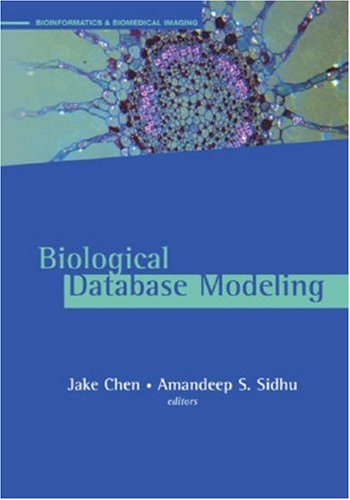 BIOINFORMATICS & BIOMEDICAL IMAGING
Biological
Database Modeling
Jake Chen • Amandeep S. Sidhu
editors